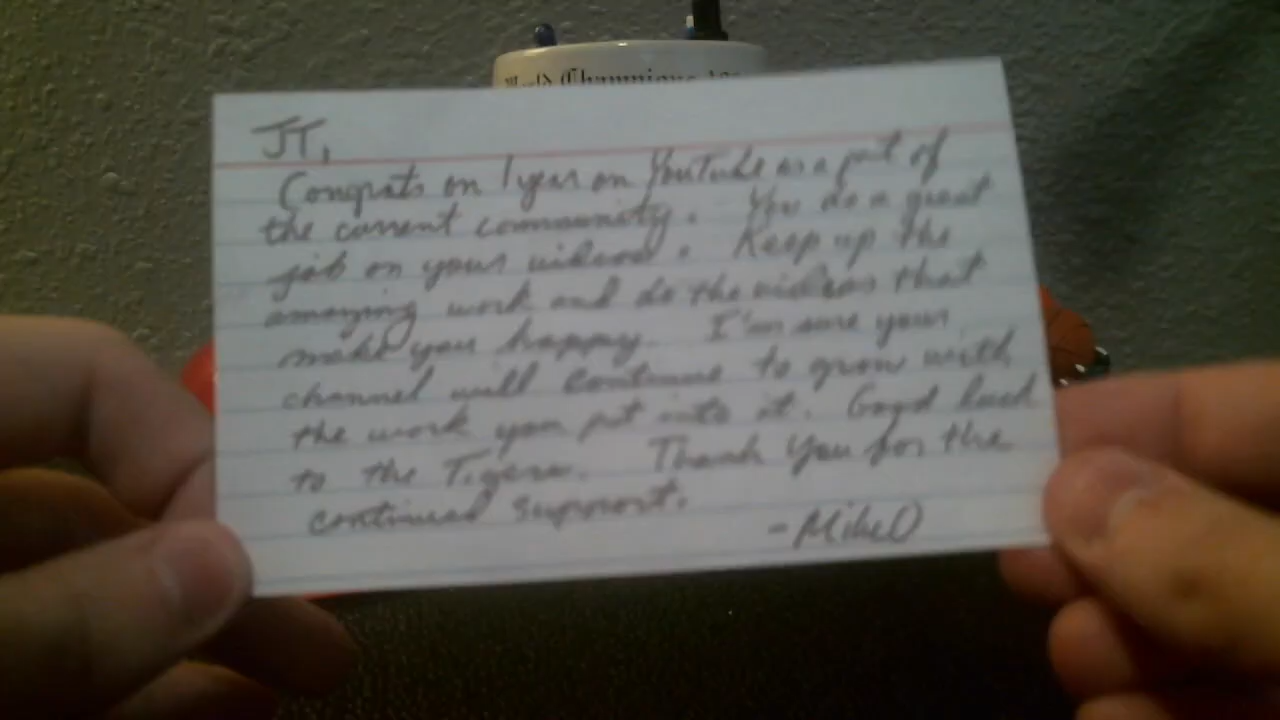 World Champions
JT,
Congrats on 1 year on YouTube as a part of
the current community. You do a great
job on your videos. Keep up the
amazing work and do the videos that
make you happy. I'm sure your
channel will continue to grow with
the work you put into it. Good luck
to the Tigers. Thank You for the
continued support.
-MikeO